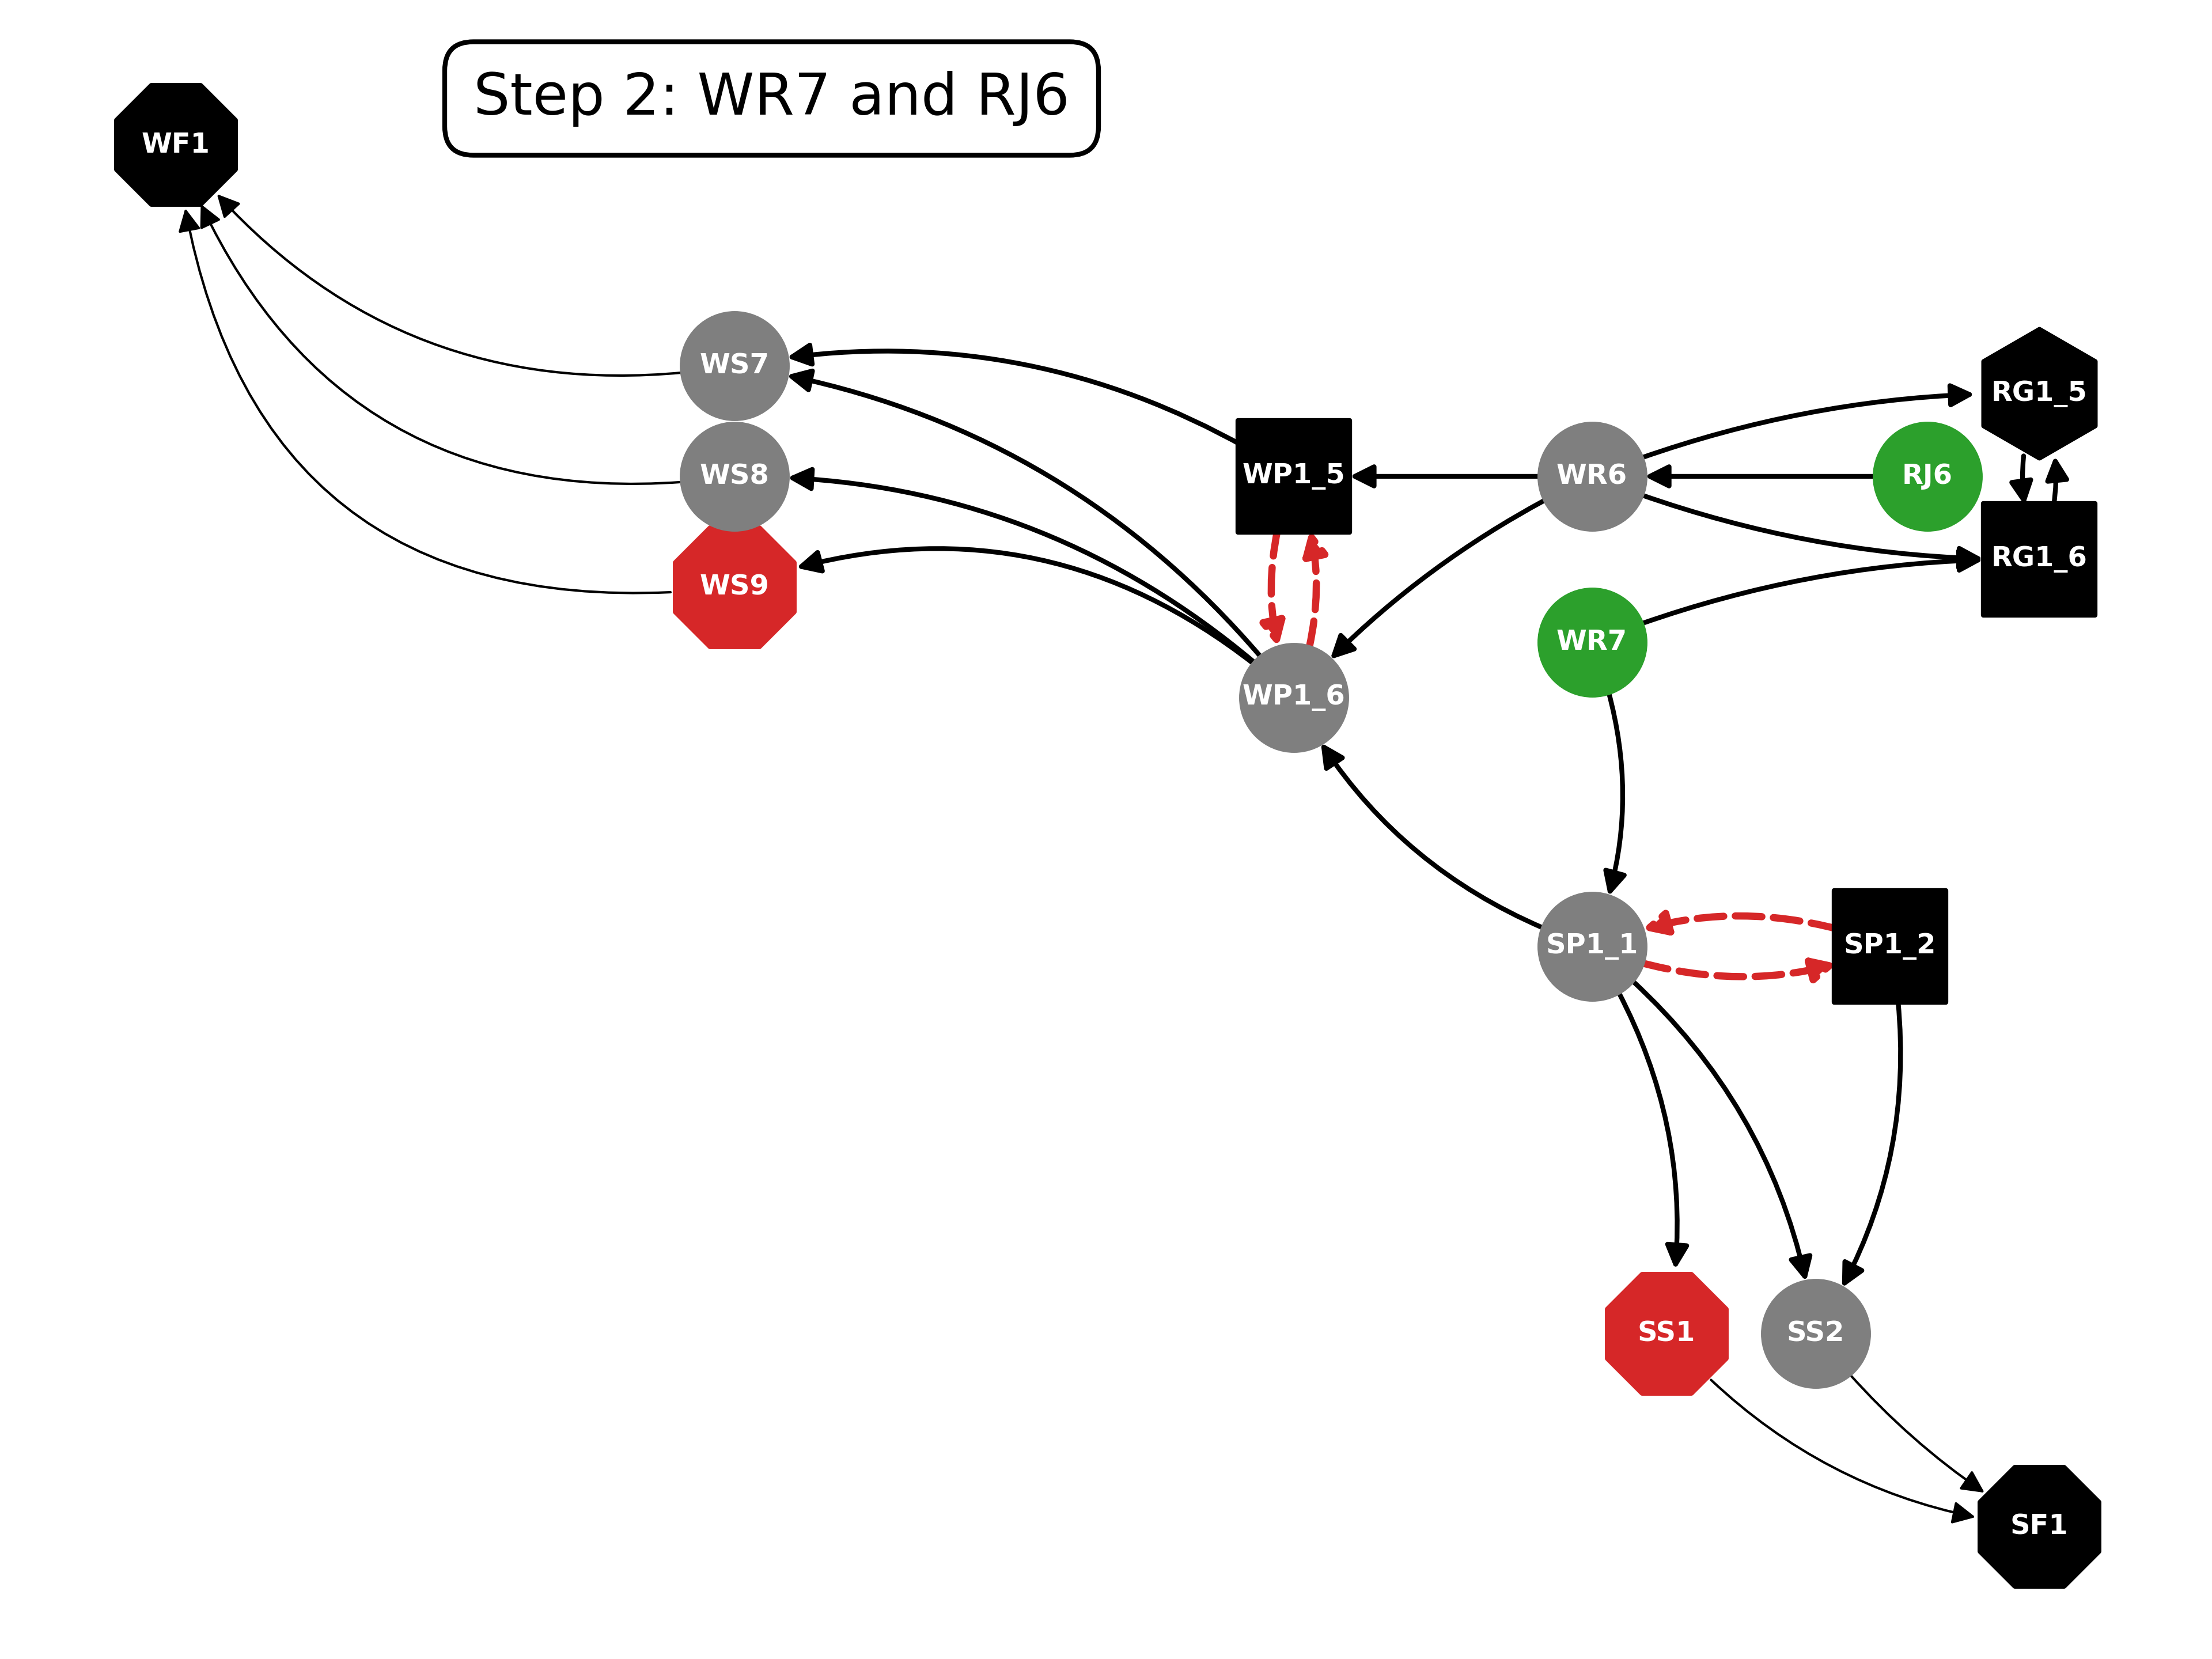 Step 2: WR7 and RJ6
WF1
WS7
RG1_5
WS8
WP1_5
WR6
RJ6
RG1_6
WS9
WR7
WP1_6
SP1_1
SP1_2
SS1
SS2
SF1